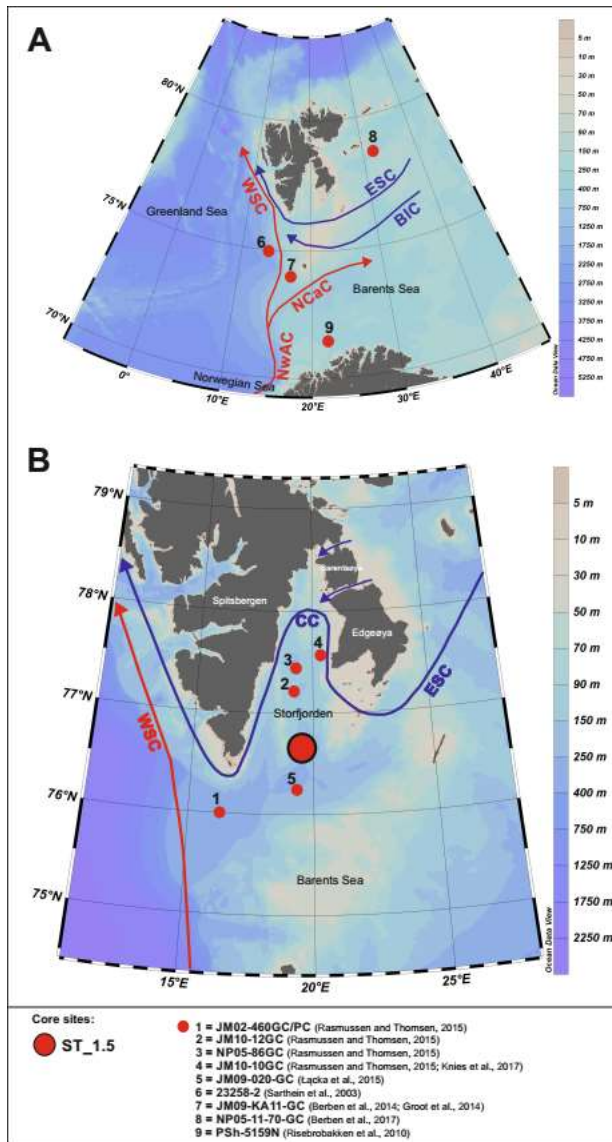 A
80°N
75°N
70°N
0°
10°E
20°E
30°E
40°E
Greenland Sea
Barents Sea
Norwegian Sea
WSC
ESC
BIC
NCaC
NwAC
6
7
8
9
5 m
10 m
30 m
50 m
70 m
90 m
150 m
250 m
400 m
750 m
1250 m
1750 m
2250 m
2750 m
3250 m
3750 m
4250 m
4750 m
5250 m
Ocean Data View
B
79°N
78°N
77°N
76°N
75°N
15°E
20°E
25°E
Spitsbergen
Barentsøya
Edgeøya
Storfjorden
Barents Sea
CC
ESC
WSC
1
2
3
4
5
5 m
10 m
30 m
50 m
70 m
90 m
150 m
250 m
400 m
750 m
1250 m
1750 m
2250 m
Ocean Data View
Core sites:
ST_1.5
1 = JM02-460GC/PC (Rasmussen and Thomsen, 2015)
2 = JM10-12GC (Rasmussen and Thomsen, 2015)
3 = NP05-86GC (Rasmussen and Thomsen, 2015)
4 = JM10-10GC (Rasmussen and Thomsen, 2015; Knies et al., 2017)
5 = JM09-020-GC (Łącka et al., 2015)
6 = 23258-2 (Sarthein et al., 2003)
7 = JM09-KA11-GC (Berben et al., 2014; Groot et al., 2014)
8 = NP05-11-70-GC (Berben et al., 2017)
9 = PSh-5159N (Risebrobakken et al., 2010)